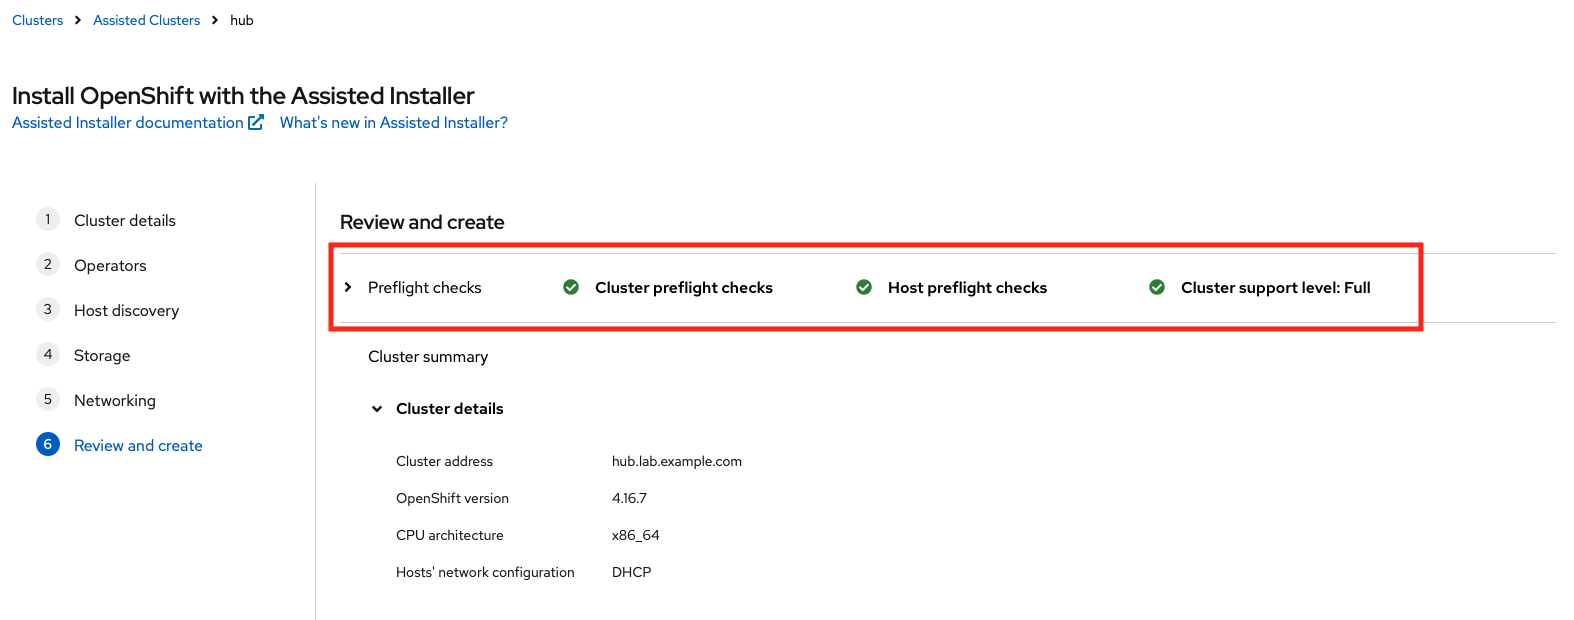 Clusters > Assisted Clusters > hub
Install OpenShift with the Assisted Installer
Assisted Installer documentation What's new in Assisted Installer?
1 Cluster details
2 Operators
3 Host discovery
4 Storage
5 Networking
6 Review and create
Review and create
Preflight checks Cluster preflight checks Host preflight checks Cluster support level: Full
Cluster summary
Cluster details
Cluster address hub.lab.example.com
OpenShift version 4.16.7
CPU architecture x86_64
Hosts' network configuration DHCP